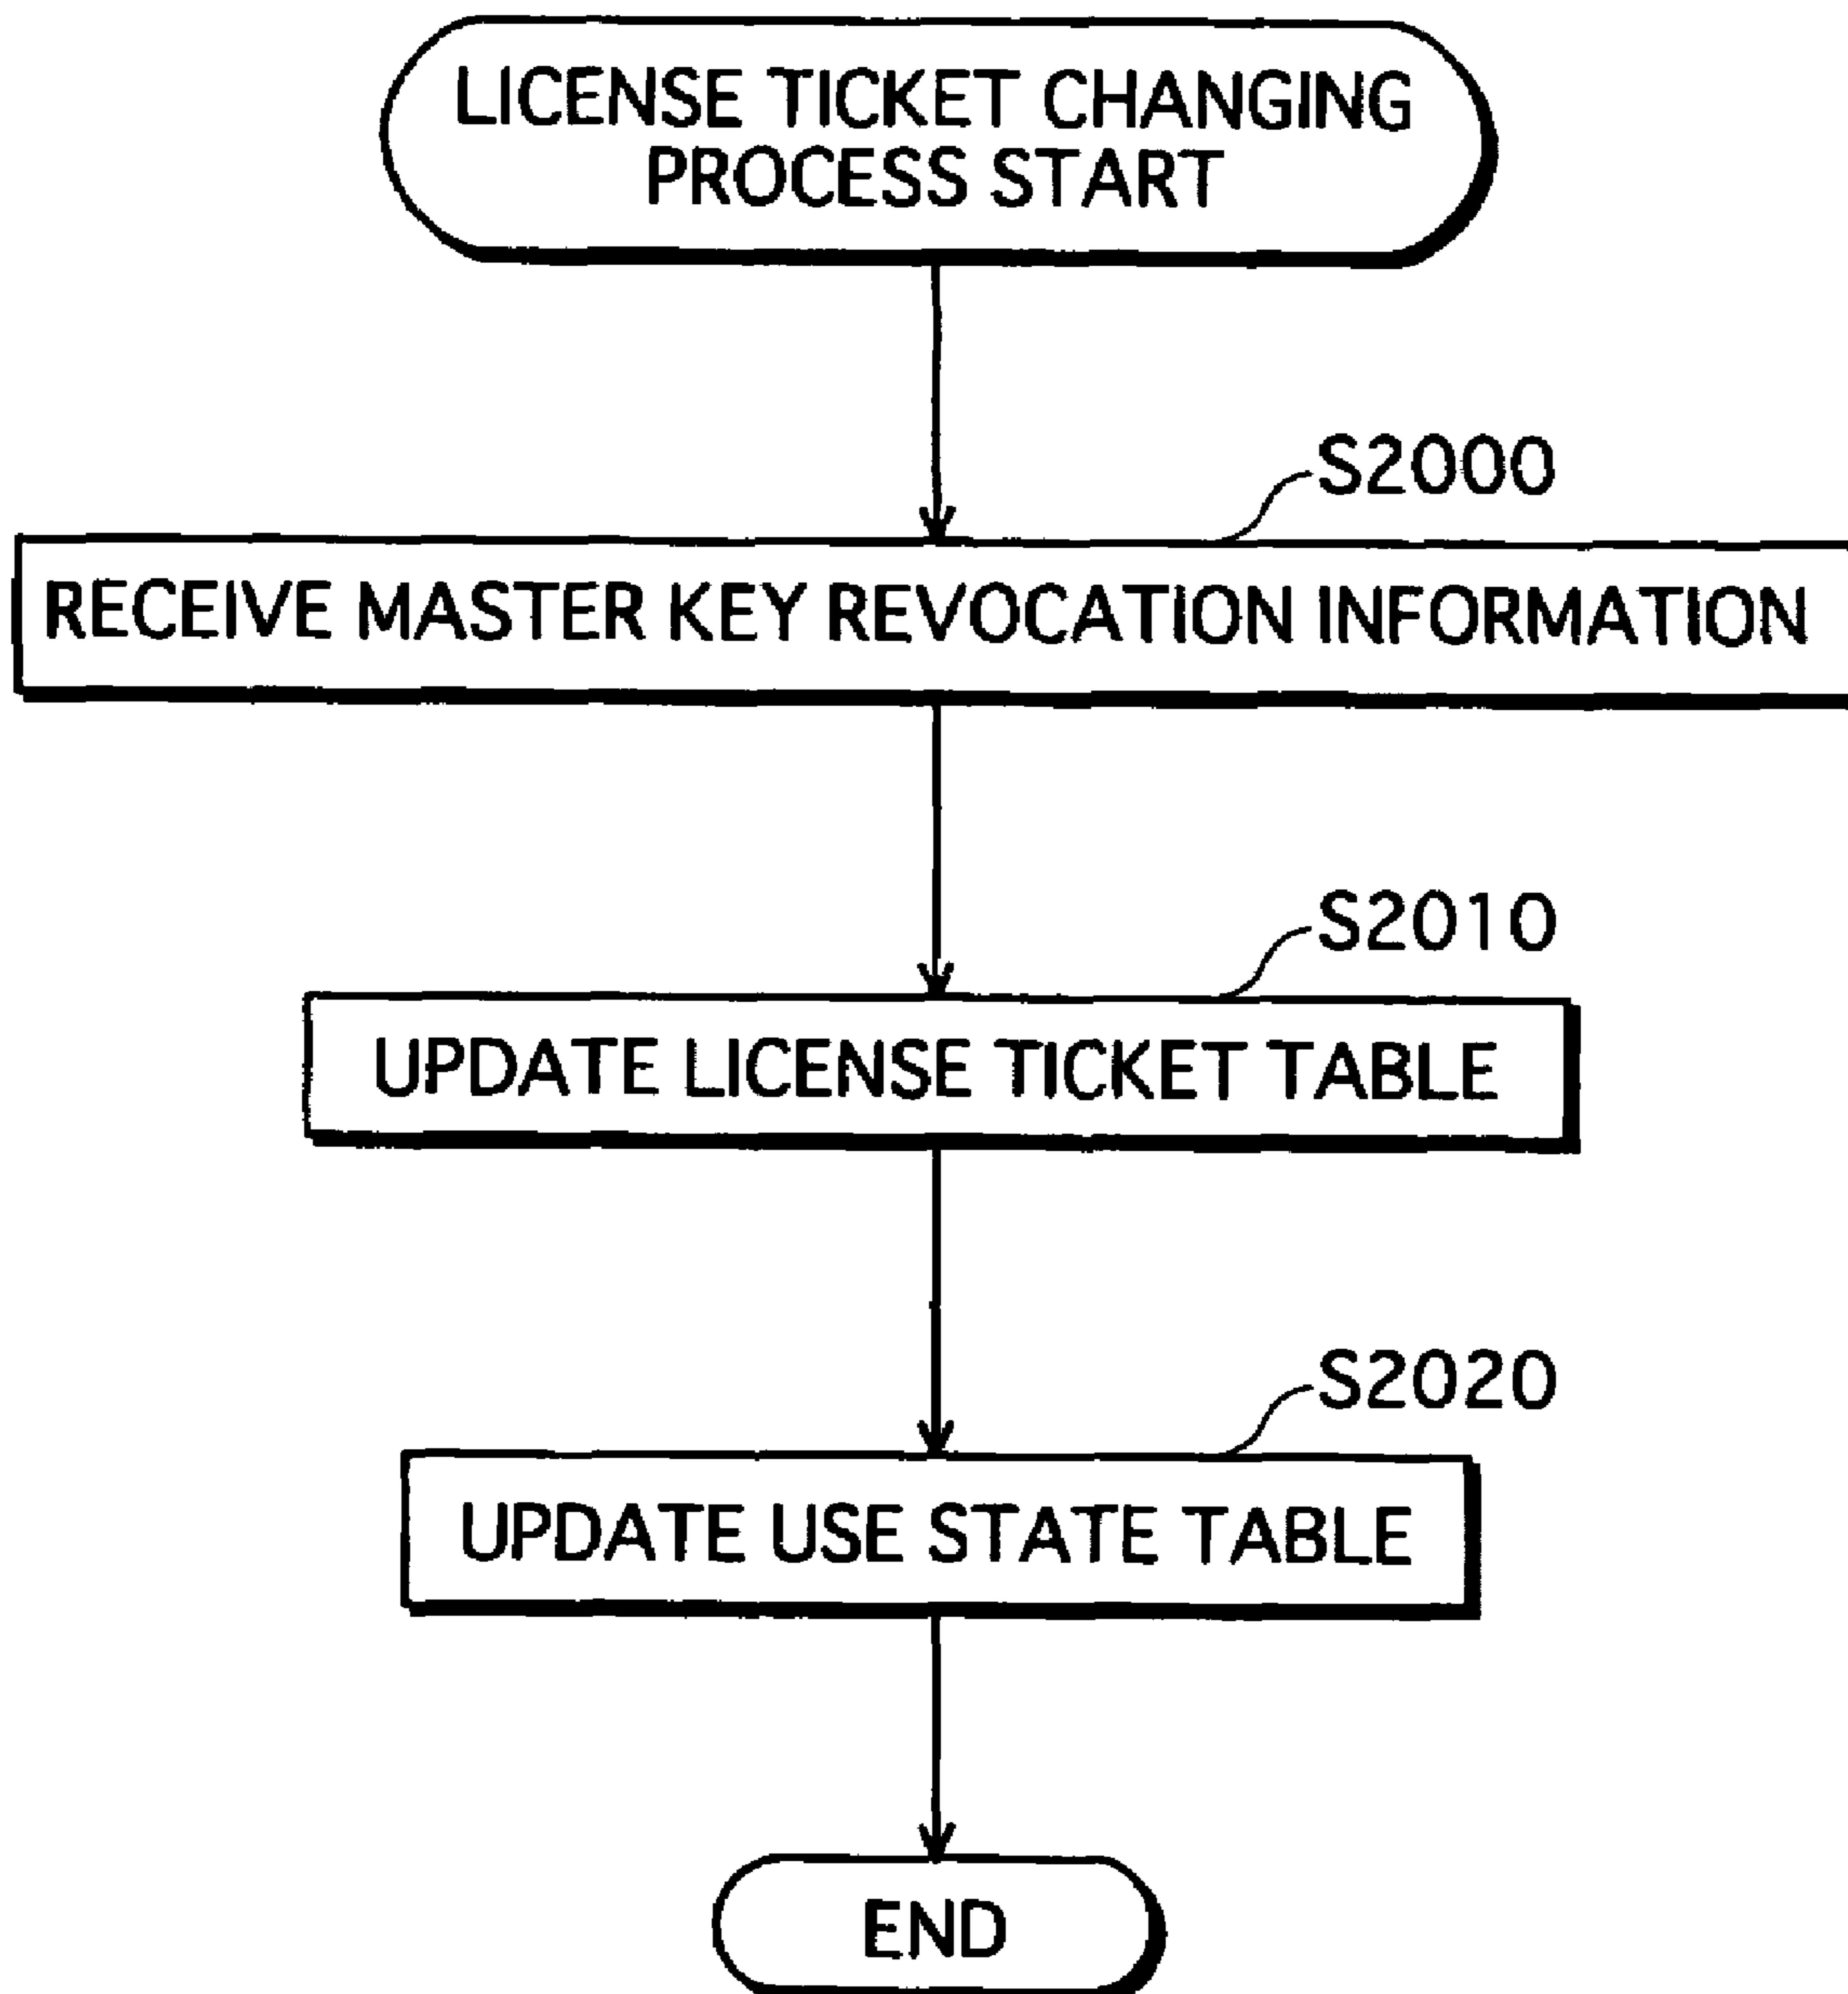 LICENSE TICKET CHANGING
PROCESS START
S2000
RECEIVE MASTER KEY REVOCATION INFORMATION
S2010
UPDATE LICENSE TICKET TABLE
S2020
UPDATE USE STATE TABLE
END